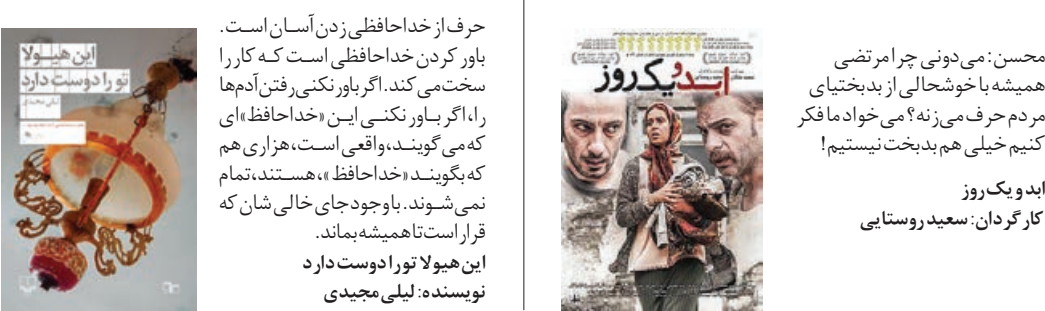 محسن: می‌دونی چرا مرتضی
همیشه با خوشحالی از بدبختیای
مردم حرف می‌زنه؟ می‌خواد ما فکر
کنیم خیلی هم بدبخت نیستیم!
ابد و یک روز
کارگردان: سعید روستایی
ابد و یک روز
حرف از خداحافظی زدن آسان است.
باور کردن خداحافظی است که کار را
سخت می‌کند. اگر باور نکنی رفتن آدم‌ها
را، اگر باور نکنی این «خداحافظ»ای
که می‌گویند، واقعی است، هزاری هم
که بگویند «خداحافظ»، هستند، تمام
نمی‌شوند. با وجود جای خالی شان که
قرار است تا همیشه بماند.
این هیولا تو را دوست دارد
نویسنده: لیلی مجیدی
این هیولا
تو را دوست دارد
لیلی مجیدی